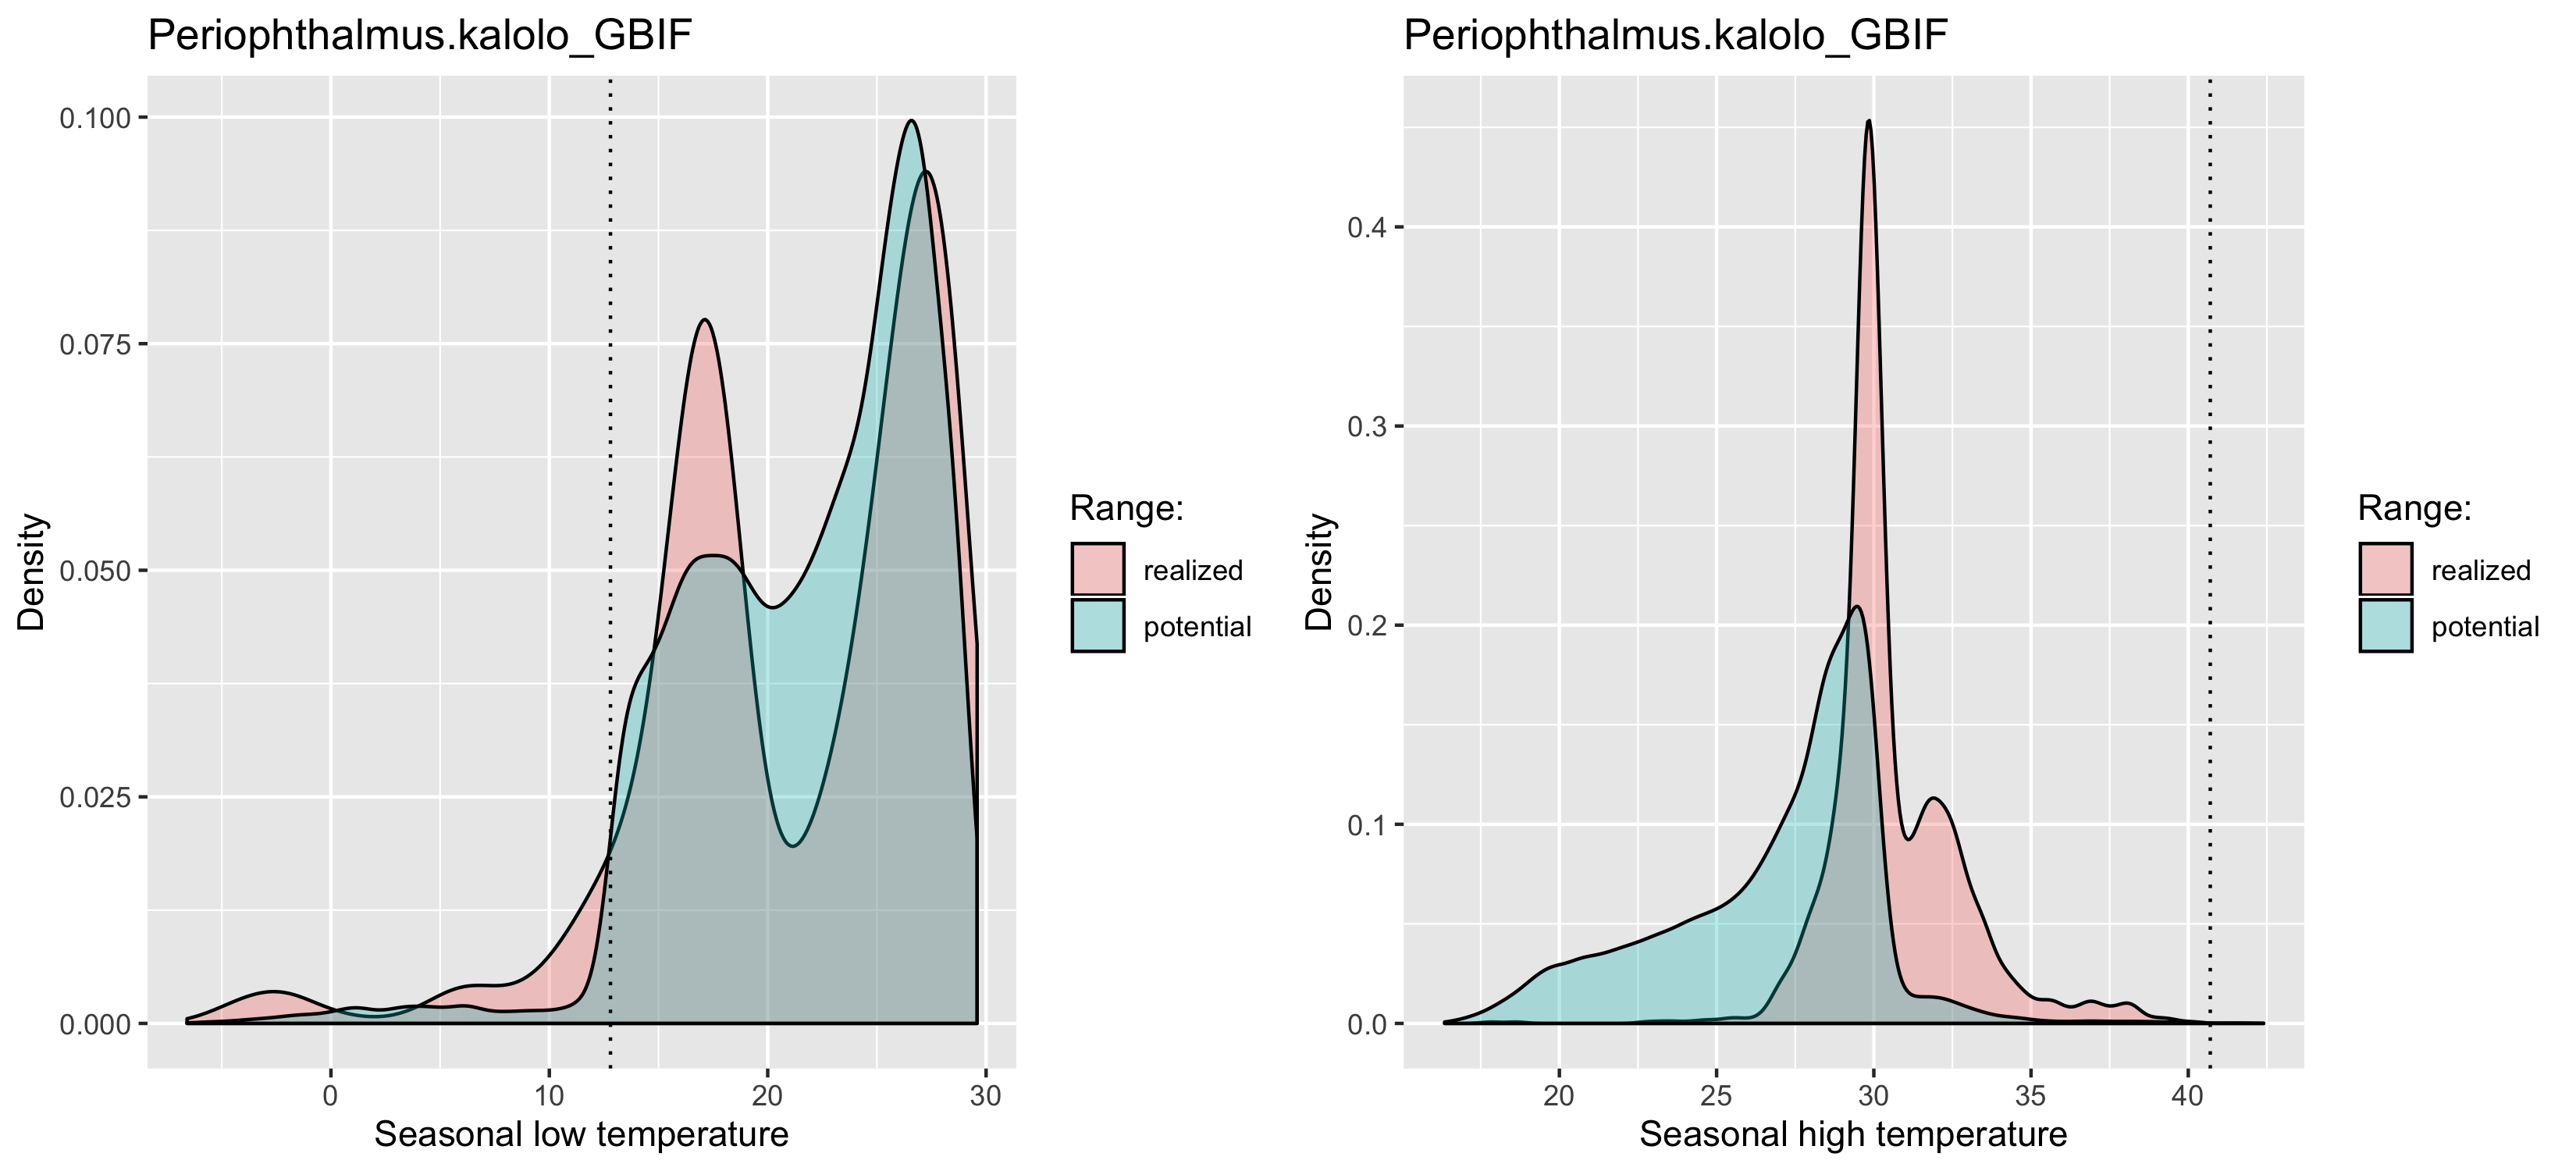 Periophthalmus.kalolo_GBIF
0.100
0.075
0.050
0.025
0.000
Density
0 10 20 30
Seasonal low temperature
Range:
realized
potential
Periophthalmus.kalolo_GBIF
0.4
0.3
0.2
0.1
0.0
Density
20 25 30 35 40
Seasonal high temperature
Range:
realized
potential